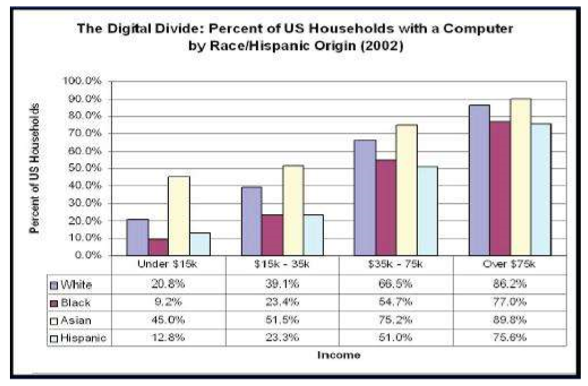 The Digital Divide: Percent of US Households with a Computer
by Race/Hispanic Origin (2002)
Percent of US Households
100.0%
90.0%
80.0%
70.0%
60.0%
50.0%
40.0%
30.0%
20.0%
10.0%
0.0%
Under $15k $15k - 35k $35k - 75k Over $75k
White 20.8% 39.1% 66.5% 86.2%
Black 9.2% 23.4% 54.7% 77.0%
Asian 45.0% 51.5% 75.2% 89.8%
Hispanic 12.8% 23.3% 51.0% 75.6%
Income